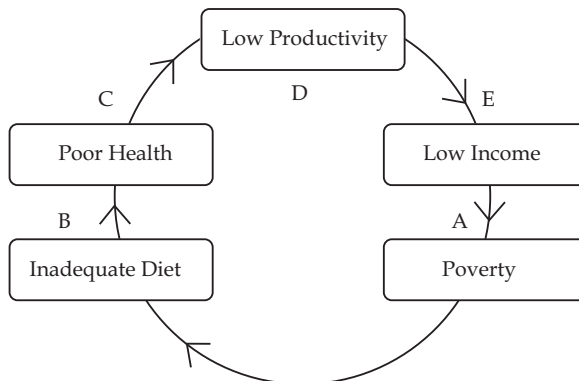 Low Productivity
D
C
E
Poor Health
Low Income
B
A
Inadequate Diet
Poverty